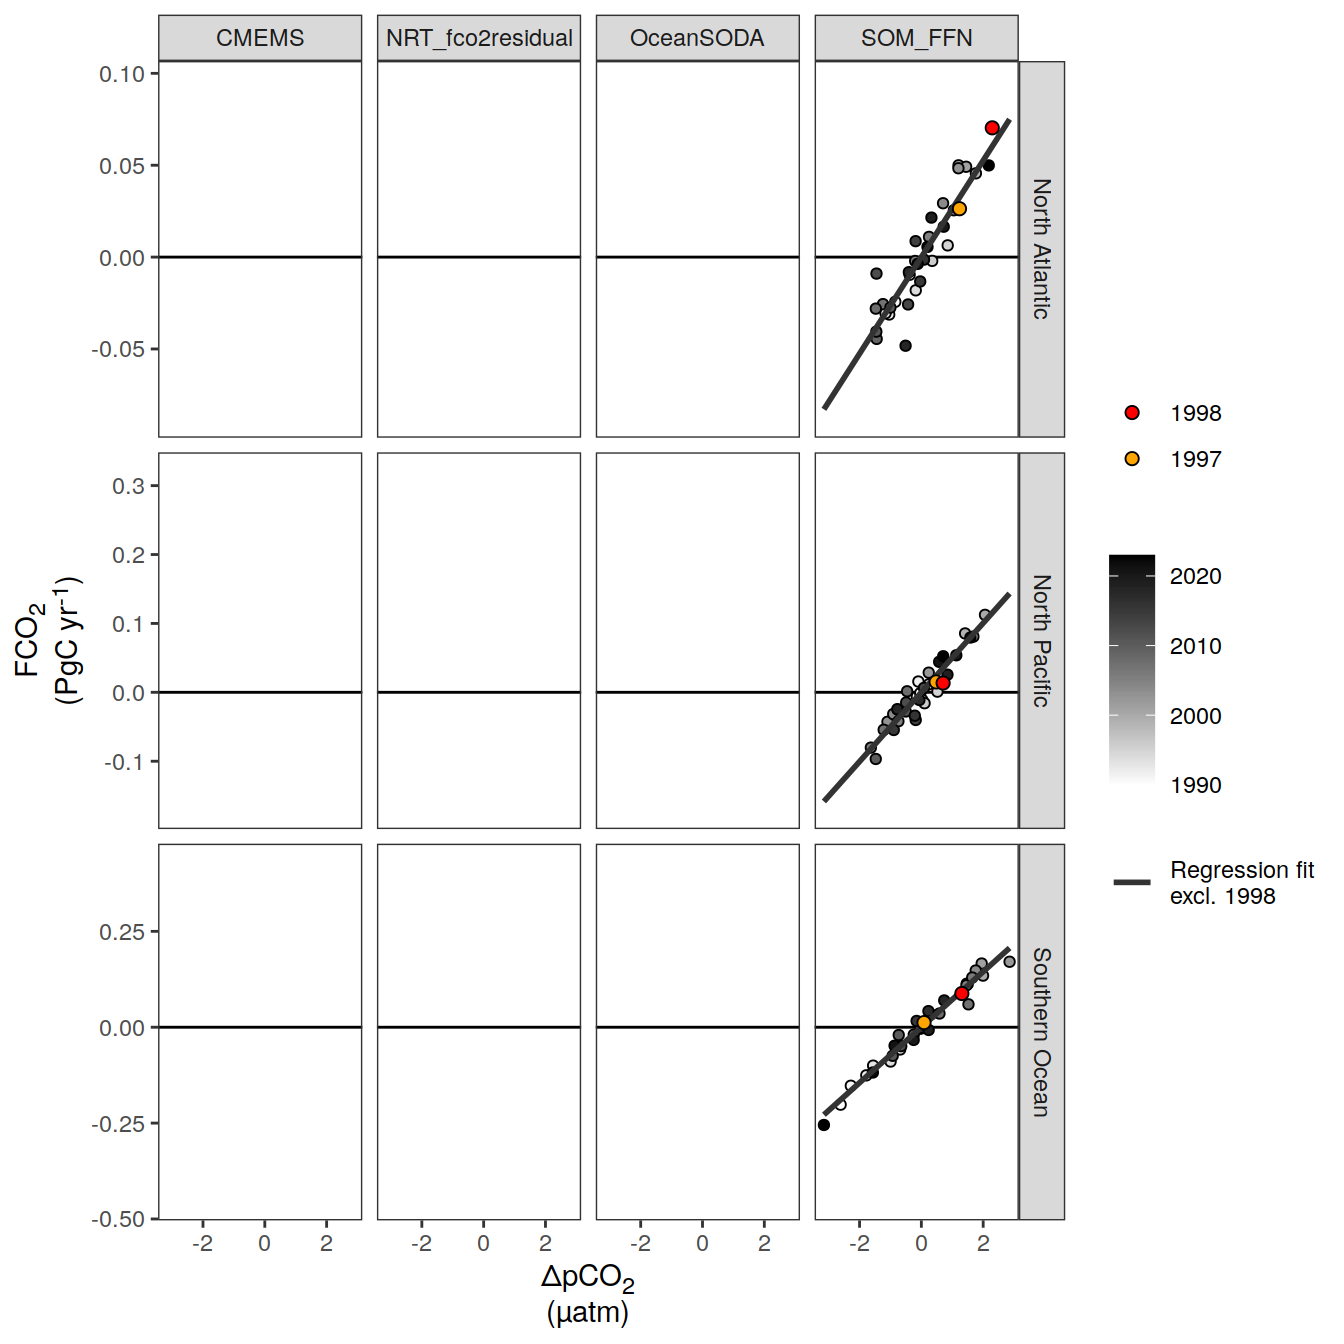 CMEMS NRT_fco2residual OceanSODA SOM_FFN
0.10
0.05
0.00
-0.05
North Atlantic
0.3
0.2
0.1
0.0
-0.1
North Pacific
0.25
0.00
-0.25
-0.50
Southern Ocean
-2 0 2 -2 0 2 -2 0 2 -2 0 2
ΔpCO2
(µatm)
FCO2
(PgC yr-1)
1998
1997
2020
2010
2000
1990
Regression fit
excl. 1998